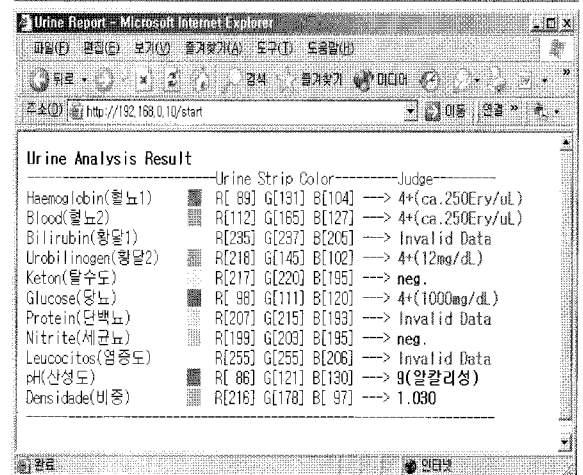 Urine Report - Microsoft Internet Explorer
파일(F) 편집(E) 보기(V) 즐겨찾기(A) 도구(T) 도움말(H)
뒤로 검색 즐겨찾기 미디어 »
주소(D) http://192,168,0,10/start 이동 연결 »
Urine Analysis Result
----------Urine Strip Color----------Judge----------
Haemoglobin(혈뇨1) R[ 89] G[131] B[104] ---> 4+(ca.250Ery/uL)
Blood(혈뇨2) R[112] G[165] B[127] ---> 4+(ca.250Ery/uL)
Bilirubin(황달1) R[235] G[237] B[205] ---> Invalid Data
Urobilinogen(황달2) R[218] G[145] B[102] ---> 4+(12mg/dL)
Keton(탈수도) R[217] G[220] B[195] ---> neg.
Glucose(당뇨) R[ 98] G[111] B[120] ---> 4+(1000mg/dL)
Protein(단백뇨) R[207] G[215] B[193] ---> Invalid Data
Nitrite(세균뇨) R[199] G[203] B[195] ---> neg.
Leucocitos(염증도) R[255] G[255] B[206] ---> Invalid Data
pH(산성도) R[ 86] G[121] B[130] ---> 9(알칼리성)
Densidade(비중) R[216] G[178] B[ 97] ---> 1.030
완료 인터넷